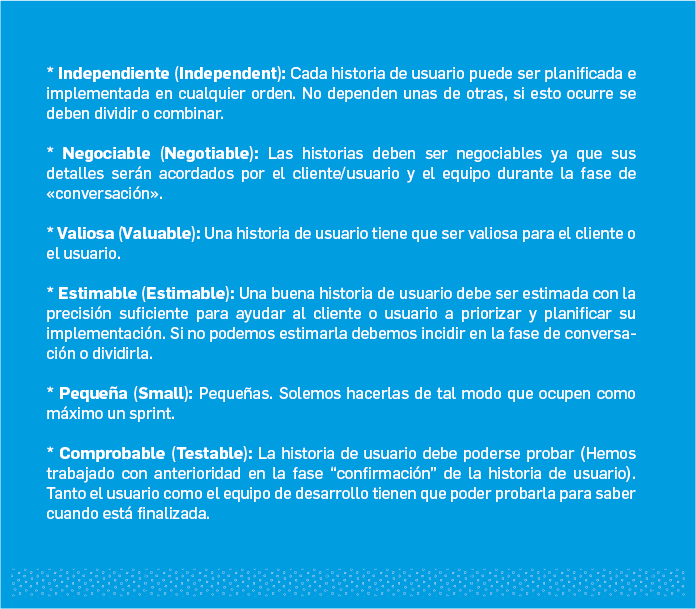 * Independiente (Independent): Cada historia de usuario puede ser planificada e
implementada en cualquier orden. No dependen unas de otras, si esto ocurre se
deben dividir o combinar.
* Negociable (Negotiable): Las historias deben ser negociables ya que sus
detalles serán acordados por el cliente/usuario y el equipo durante la fase de
«conversación».
* Valiosa (Valuable): Una historia de usuario tiene que ser valiosa para el cliente o
el usuario.
* Estimable (Estimable): Una buena historia de usuario debe ser estimada con la
precisión suficiente para ayudar al cliente o usuario a priorizar y planificar su
implementación. Si no podemos estimarla debemos incidir en la fase de conversa-
ción o dividirla.
* Pequeña (Small): Pequeñas. Solemos hacerlas de tal modo que ocupen como
máximo un sprint.
* Comprobable (Testable): La historia de usuario debe poderse probar (Hemos
trabajado con anterioridad en la fase “confirmación” de la historia de usuario).
Tanto el usuario como el equipo de desarrollo tienen que poder probarla para saber
cuando está finalizada.